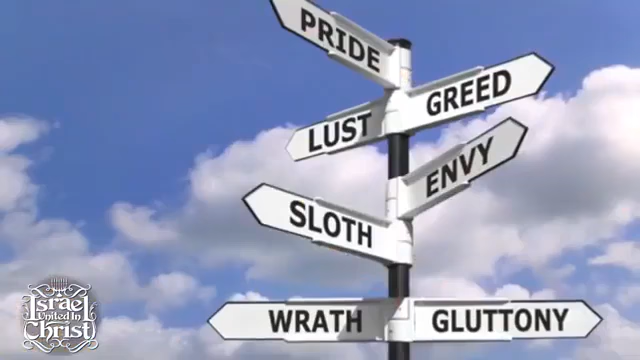 PRIDE
GREED
LUST
ENVY
SLOTH
WRATH
GLUTTONY
Israel
United In
Christ